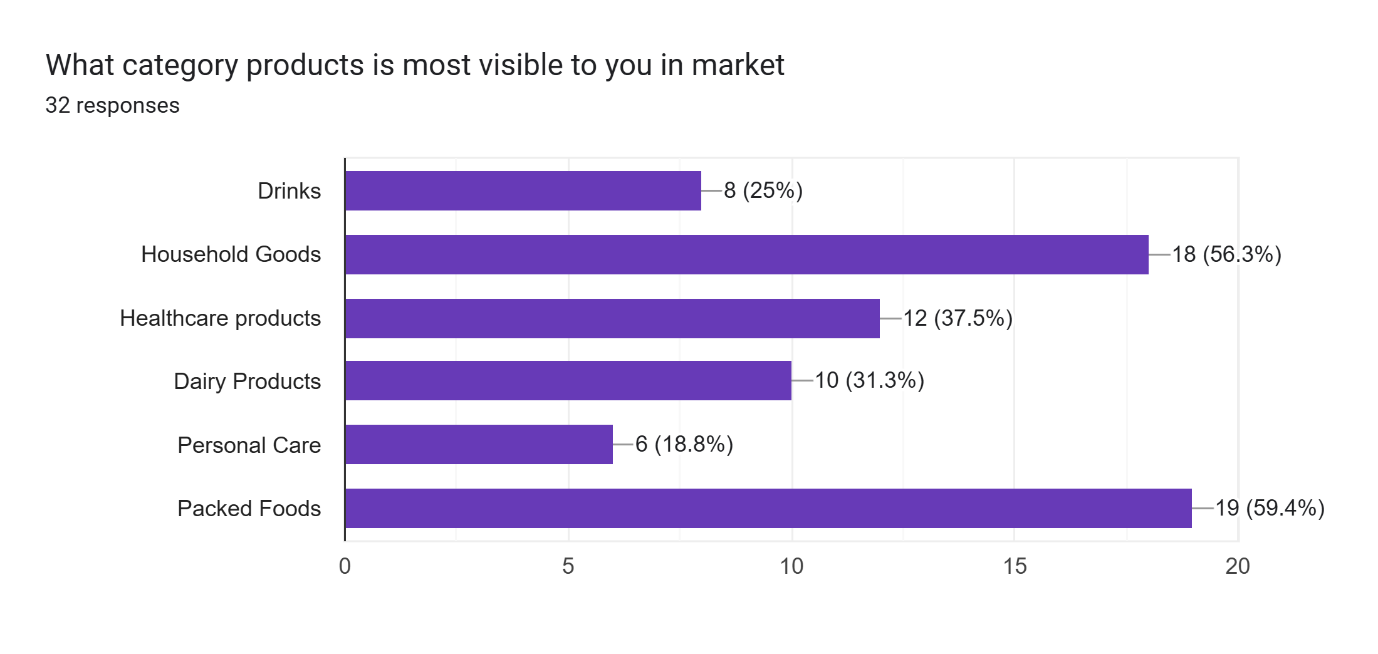 What category products is most visible to you in market
32 responses
Drinks 8 (25%)
Household Goods 18 (56.3%)
Healthcare products 12 (37.5%)
Dairy Products 10 (31.3%)
Personal Care 6 (18.8%)
Packed Foods 19 (59.4%)
0 5 10 15 20